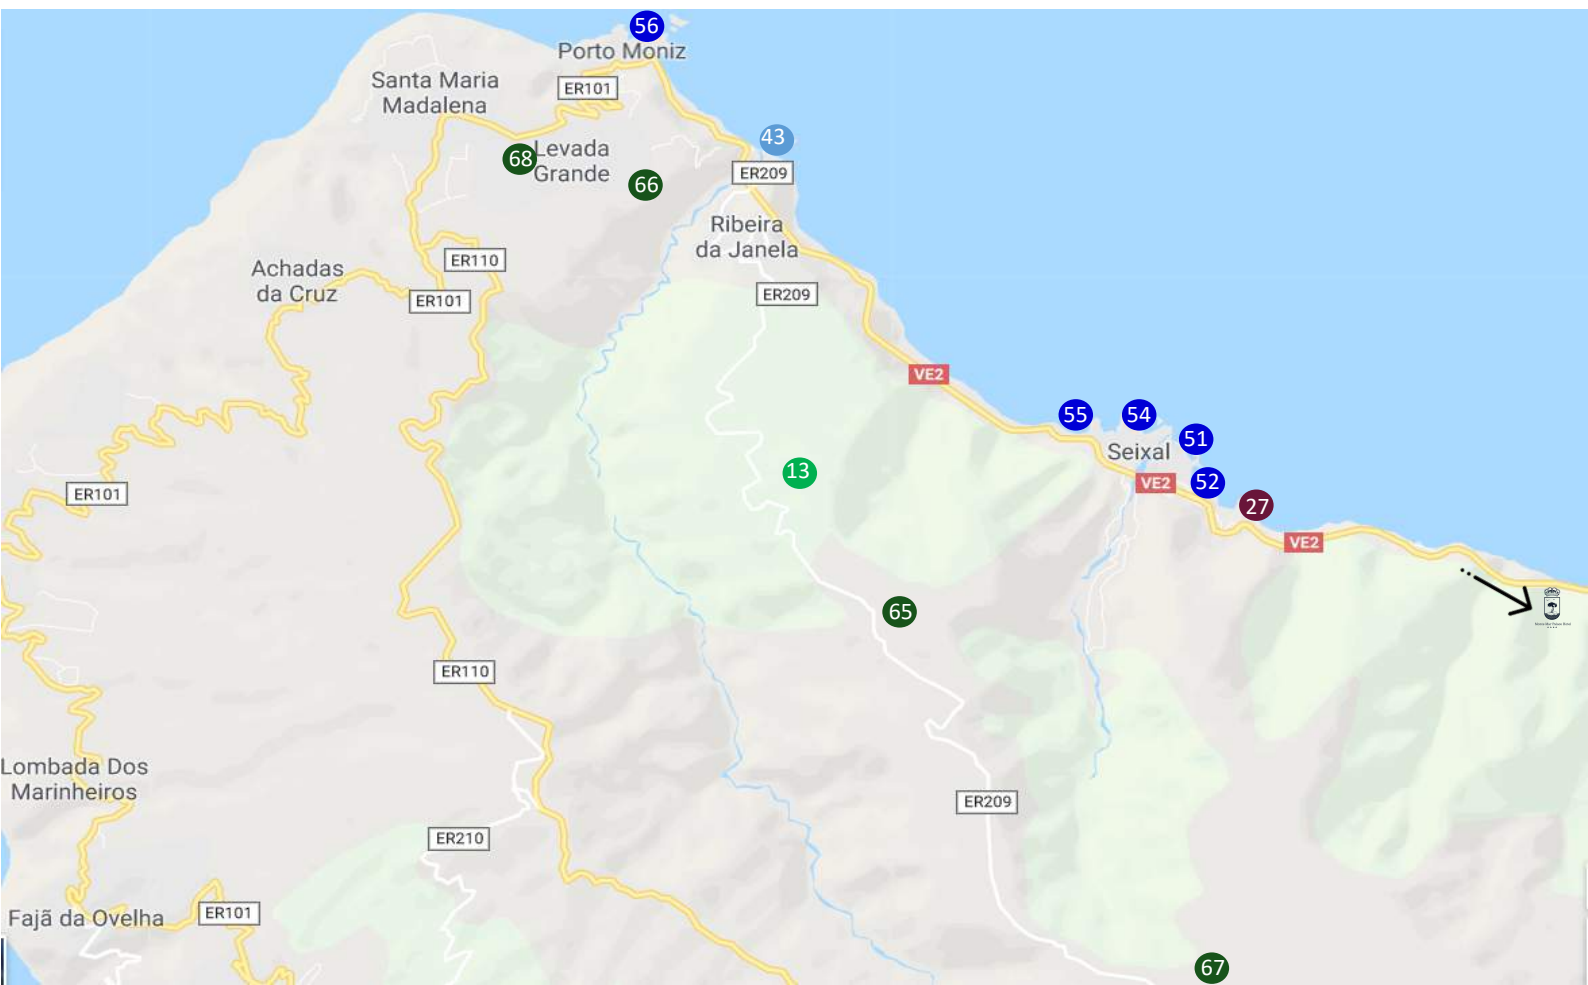 56
Porto Moniz
Santa Maria
Madalena
ER101
43
68
Levada
Grande
66
ER209
Ribeira
da Janela
Achadas
da Cruz
ER110
ER101
ER209
VE2
55
54
51
Seixal
13
52
VE2
27
ER101
VE2
65
ER110
Lombada Dos
Marinheiros
ER209
ER210
Fajã da Ovelha
ER101
67